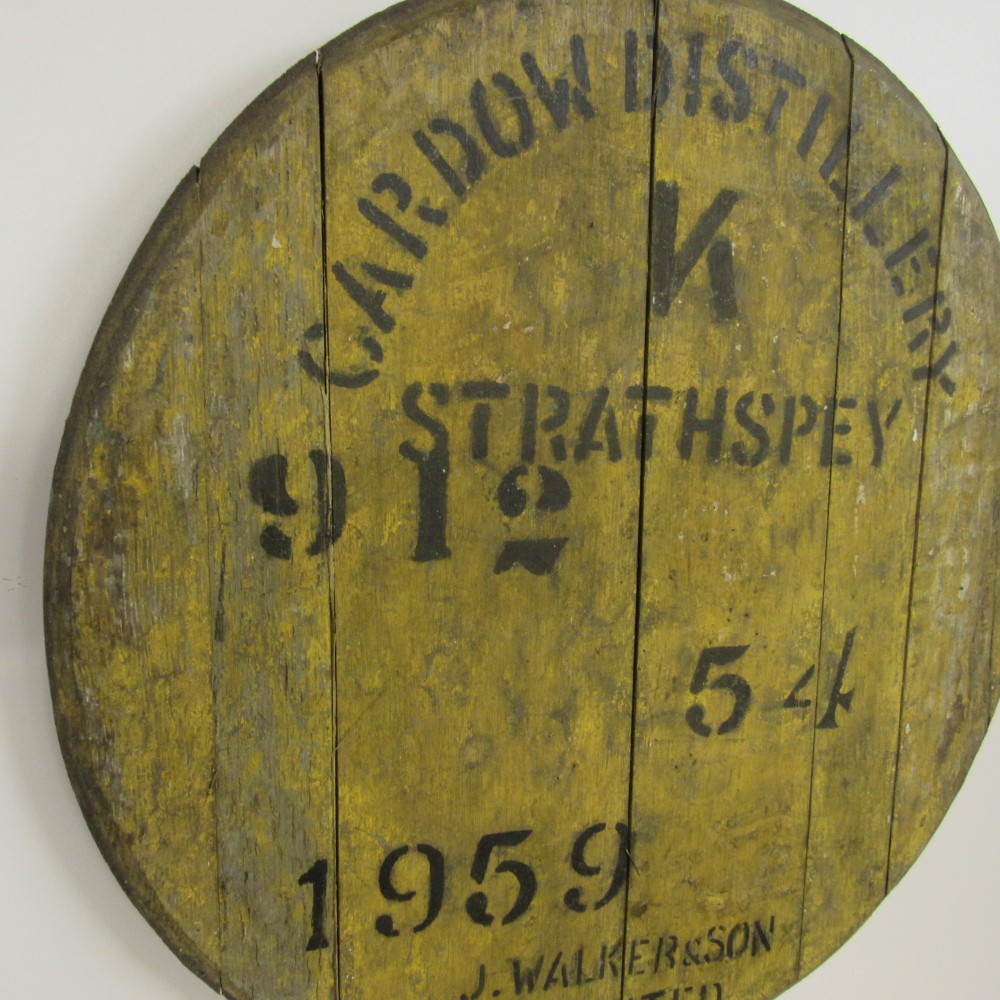 CARDOW DISTILLERY
K
STRATHSPEY
912
54
1959
J. WALKER & SON